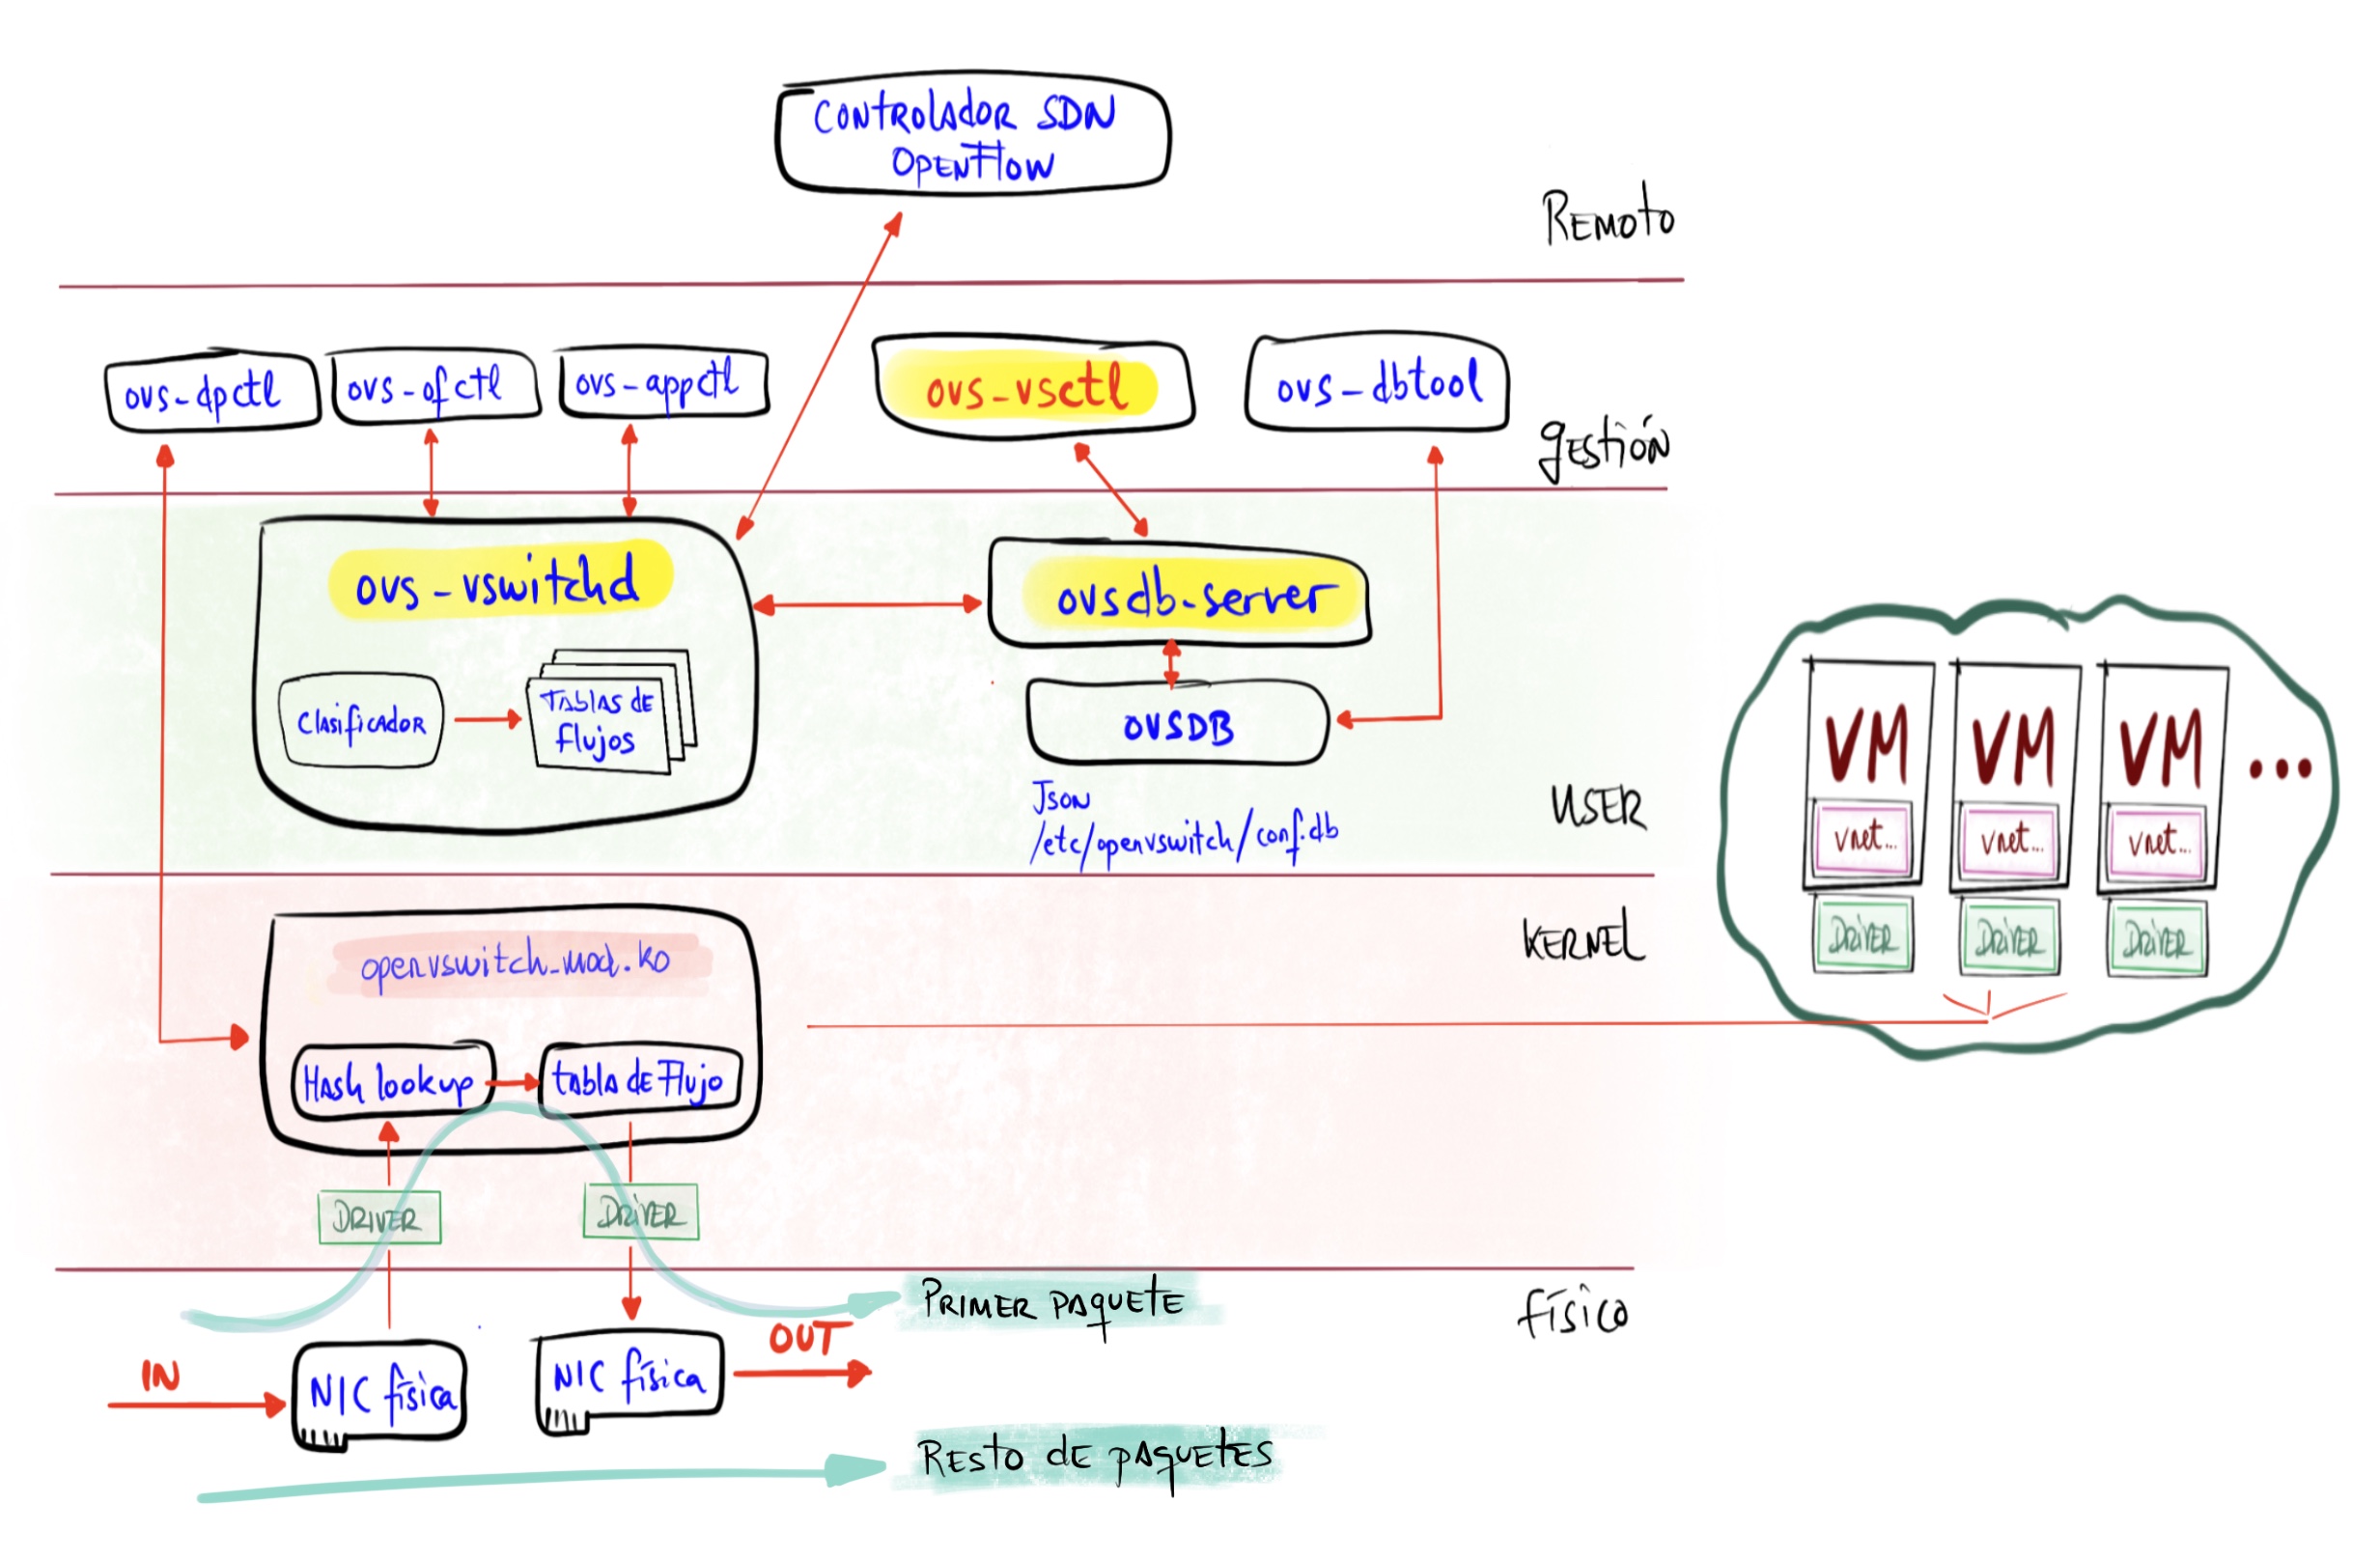 CONTROLADOR SDN
OPENFLOW
REMOTO
ovs-dpctl
ovs-ofctl
ovs-appctl
ovs-vsctl
ovs-dbtool
gESTIÓN
ovs-vswitchd
ClASIFICADOR
TABLAS dE
flujos
ovsdb-server
OVSDB
JSON
/etc/openvswitch/conf.db
USER
KERNEL
openvswitch_mod.ko
HASh lookup
tAblA dE Flujo
DRIVER
DRIVER
VM
VM
VM
...
vnet...
vnet...
vnet...
DRIVER
DRIVER
DRIVER
físico
PRIMER PAQUETE
IN
NIC física
NIC física
OUT
RESTO dE PAQUETES